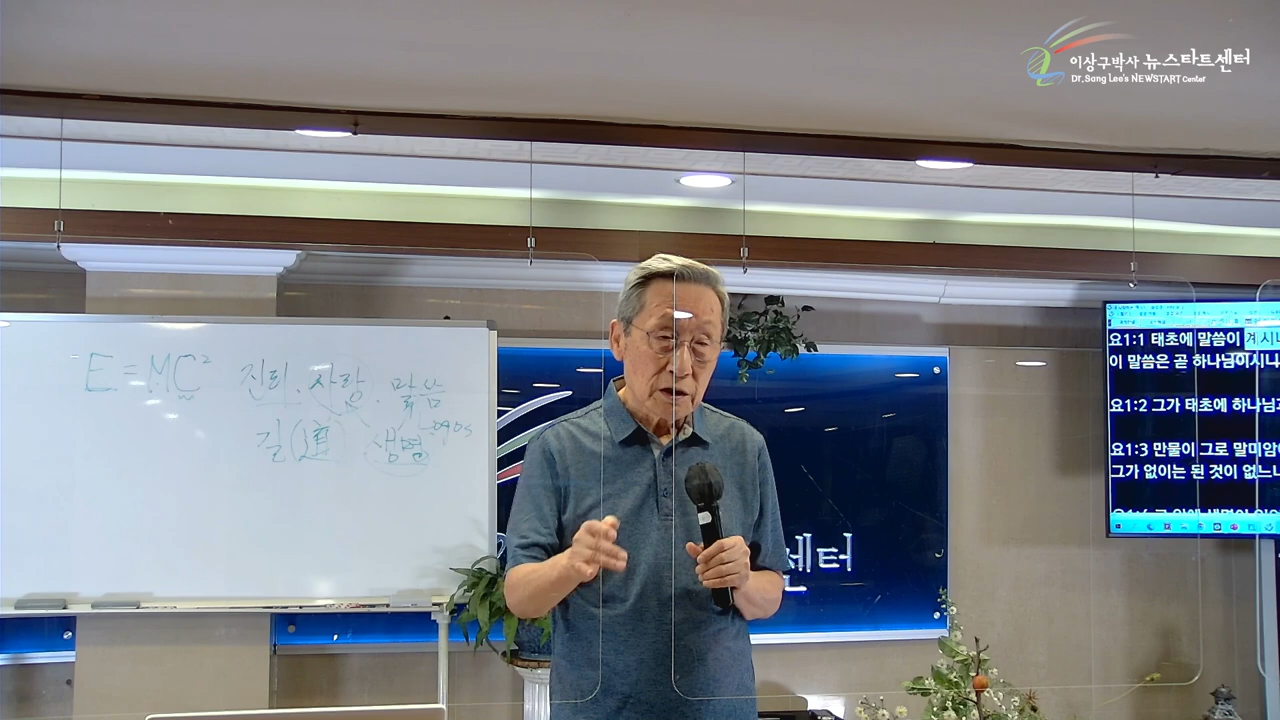 이상구박사 뉴스타트센터
Dr. Sang Lee's NEWSTART Center
E = MC² 진리. 사랑. 말씀
길(道) 생명 logos
센터
요1:1 태초에 말씀이 계시니
이 말씀은 곧 하나님이시니
요1:2 그가 태초에 하나님과
요1:3 만물이 그로 말미암
그가 없이는 된 것이 없느니